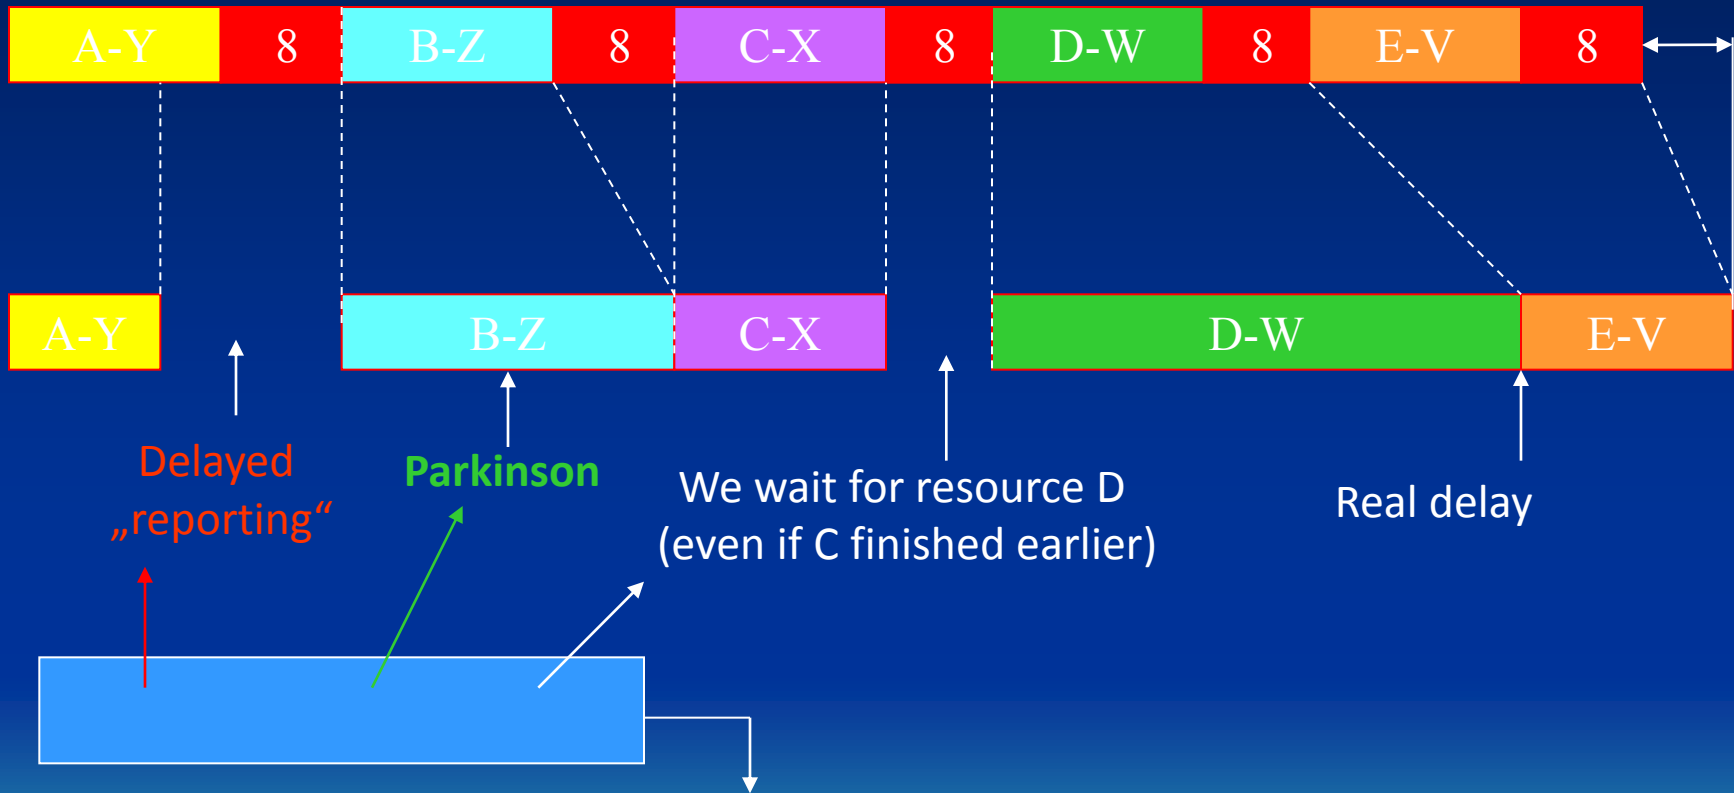 A-Y 8 B-Z 8 C-X 8 D-W 8 E-V 8
A-Y B-Z C-X D-W E-V
Delayed
„reporting“
Parkinson
We wait for resource D
(even if C finished earlier)
Real delay